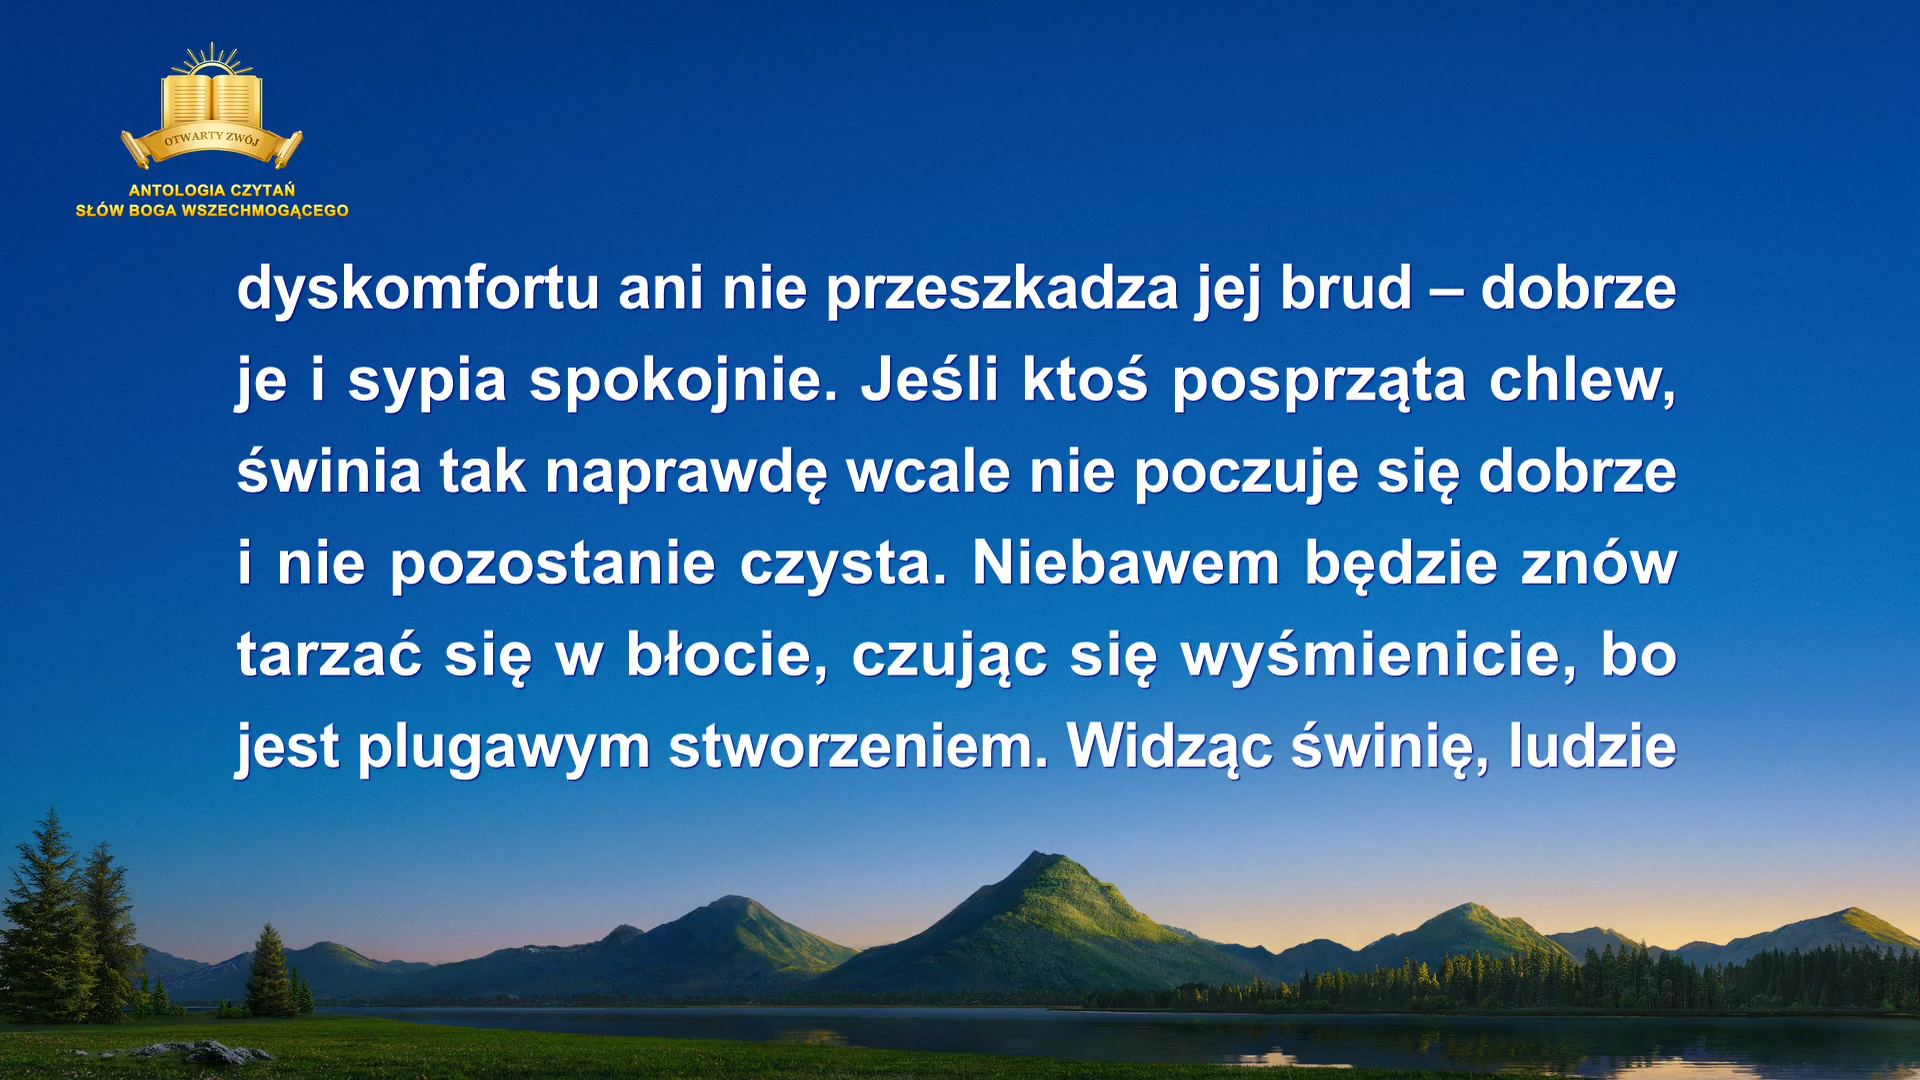 OTWARTY ZWÓJ
ANTOLOGIA CZYTAŃ
SŁÓW BOGA WSZECHMOGĄCEGO
dyskomfortu ani nie przeszkadza jej brud – dobrze
je i sypia spokojnie. Jeśli ktoś posprząta chlew,
świnia tak naprawdę wcale nie poczuje się dobrze
i nie pozostanie czysta. Niebawem będzie znów
tarzać się w błocie, czując się wyśmienicie, bo
jest plugawym stworzeniem. Widząc świnię, ludzie